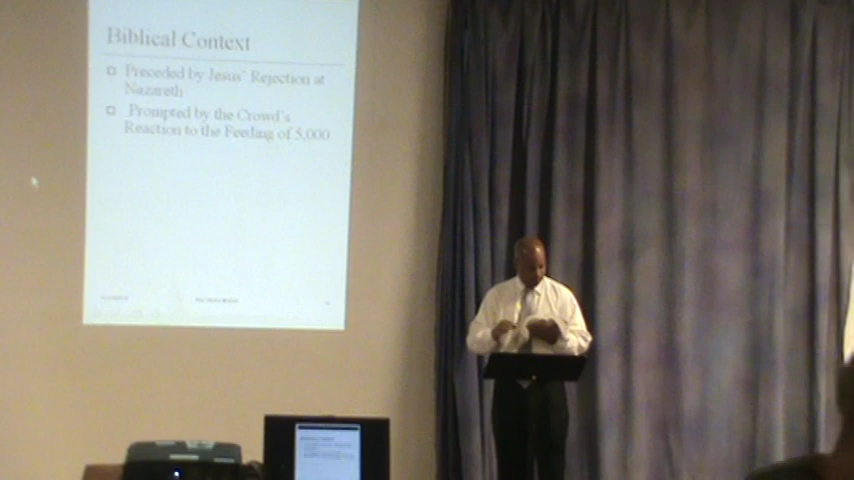 Biblical Context
Preceded by Jesus' Rejection at
Nazareth
Prompted by the Crowd's
Reaction to the Feeding of 5,000